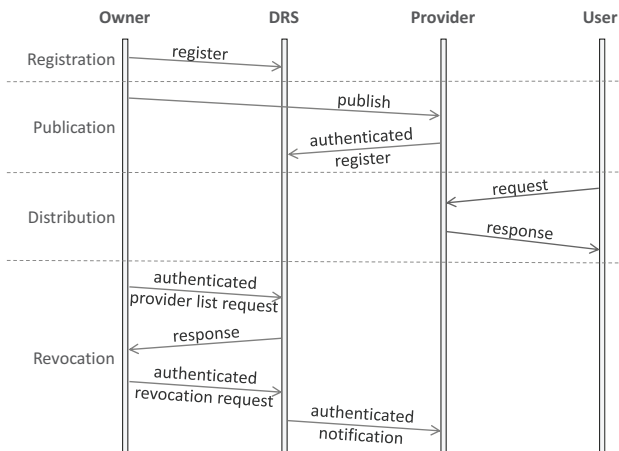 Owner DRS Provider User
Registration register
publish
Publication
authenticated
register
request
Distribution
response
authenticated
provider list request
response
Revocation
authenticated
revocation request
authenticated
notification